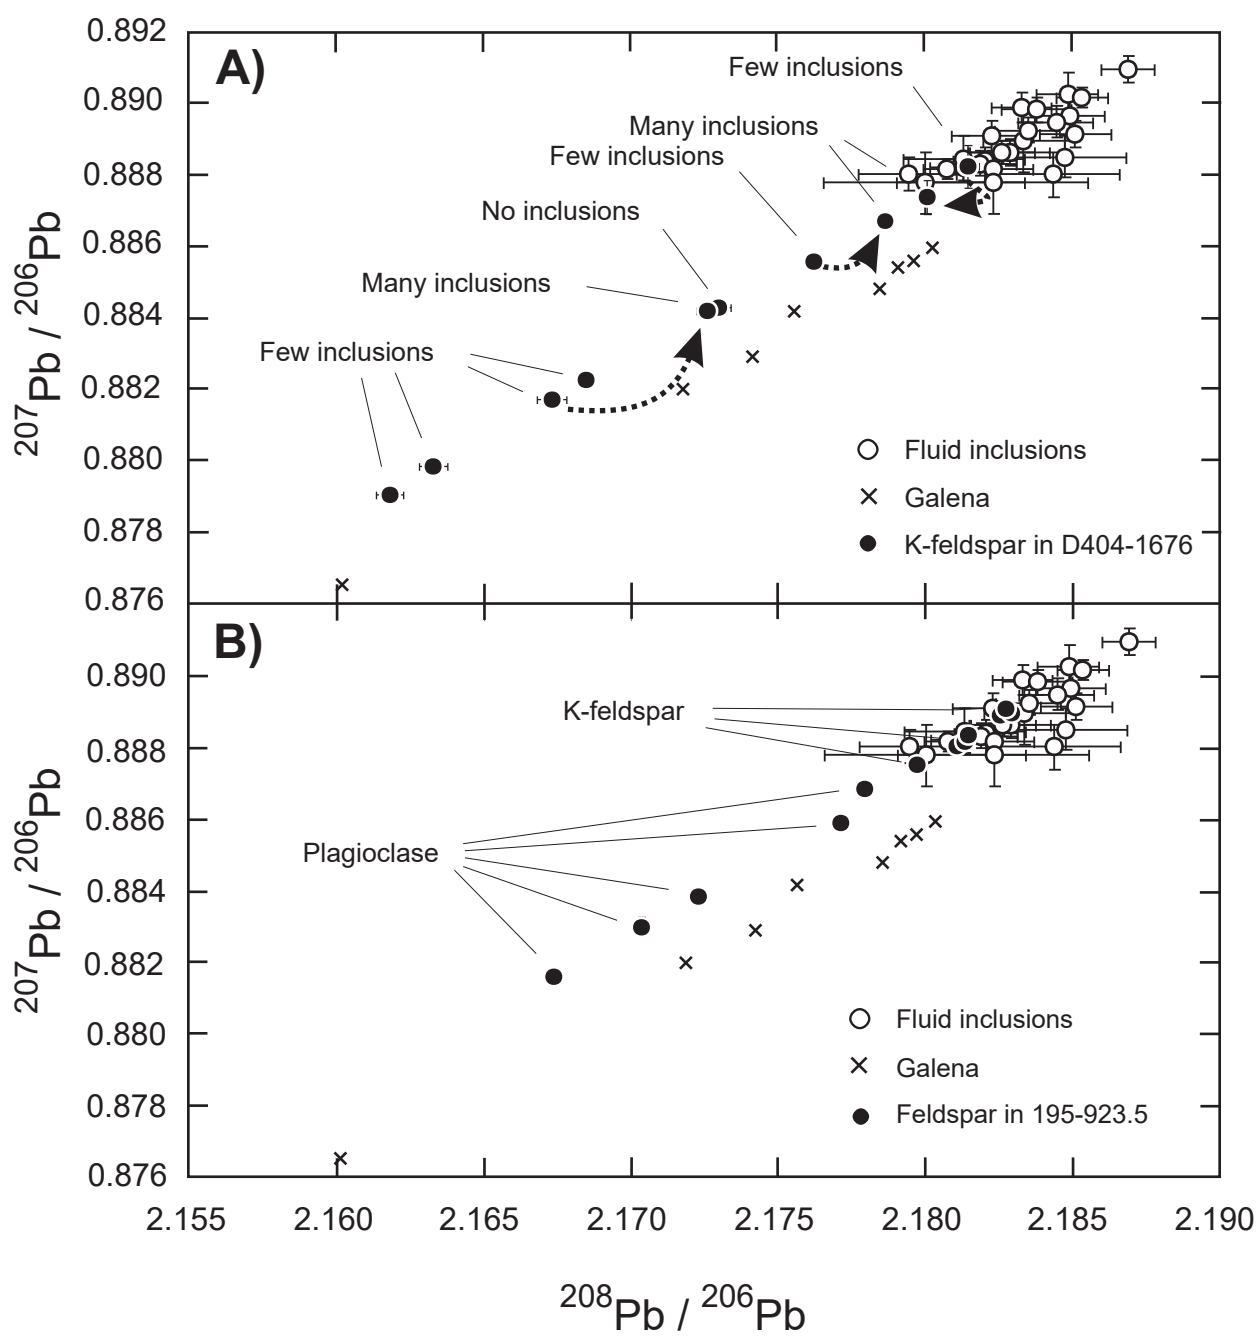 0.892
A)
Few inclusions
0.890
Many inclusions
Few inclusions
0.888
No inclusions
0.886
Many inclusions
0.884
Few inclusions
0.882
207Pb / 206Pb
0.880
Fluid inclusions
Galena
0.878
K-feldspar in D404-1676
0.876
B)
0.890
K-feldspar
0.888
0.886
Plagioclase
0.884
0.882
207Pb / 206Pb
0.880
Fluid inclusions
Galena
0.878
Feldspar in 195-923.5
0.876
2.155 2.160 2.165 2.170 2.175 2.180 2.185 2.190
208Pb / 206Pb